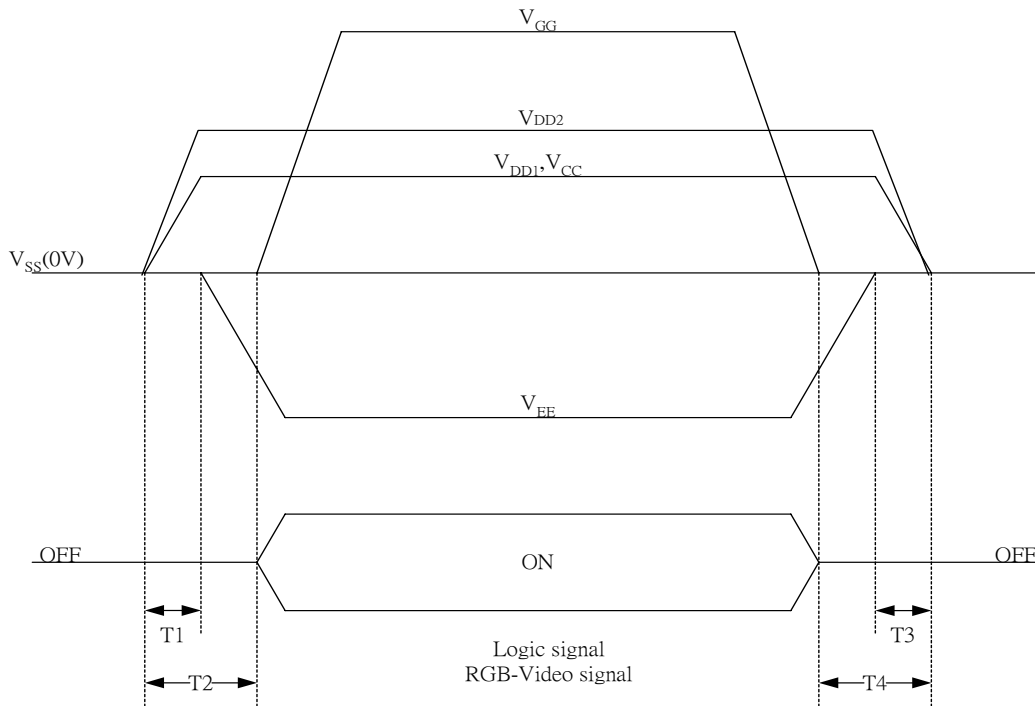 VGG
VDD2
VDD1,VCC
VSS(0V)
VEE
OFF
ON
OFF
T1
T3
Logic signal
RGB-Video signal
T2
T4